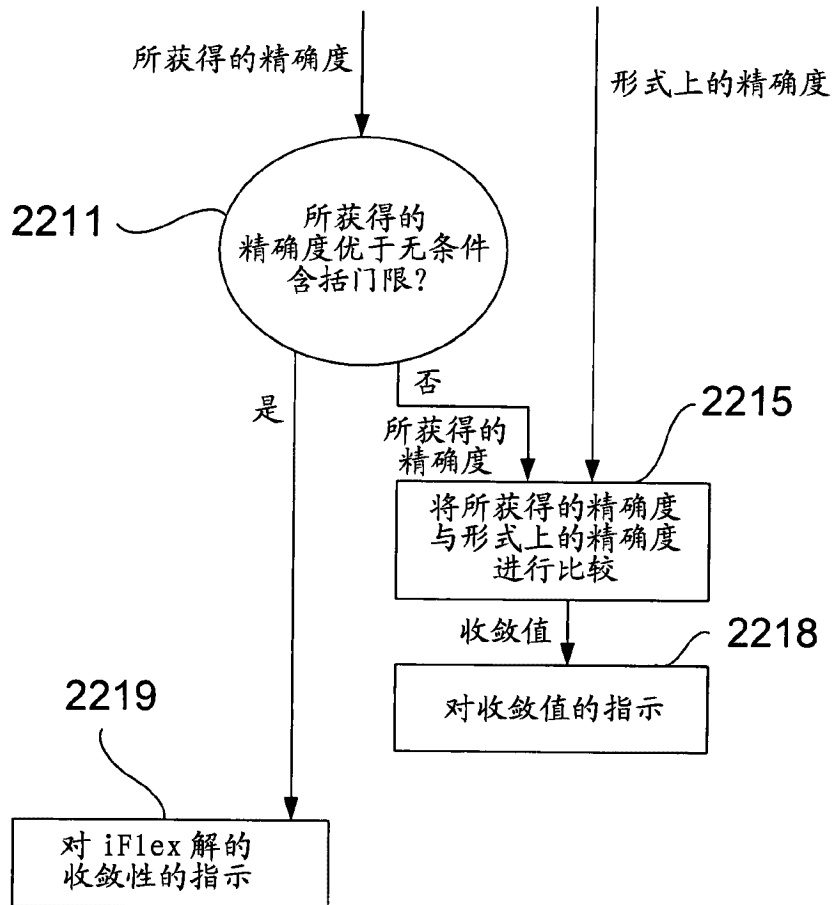 所获得的精确度
形式上的精确度
2211
所获得的
精确度优于无条件
含括门限？
是
否
所获得的
精确度
2215
将所获得的精确度
与形式上的精确度
进行比较
收敛值
2218
对收敛值的指示
2219
对 iFlex 解的
收敛性的指示